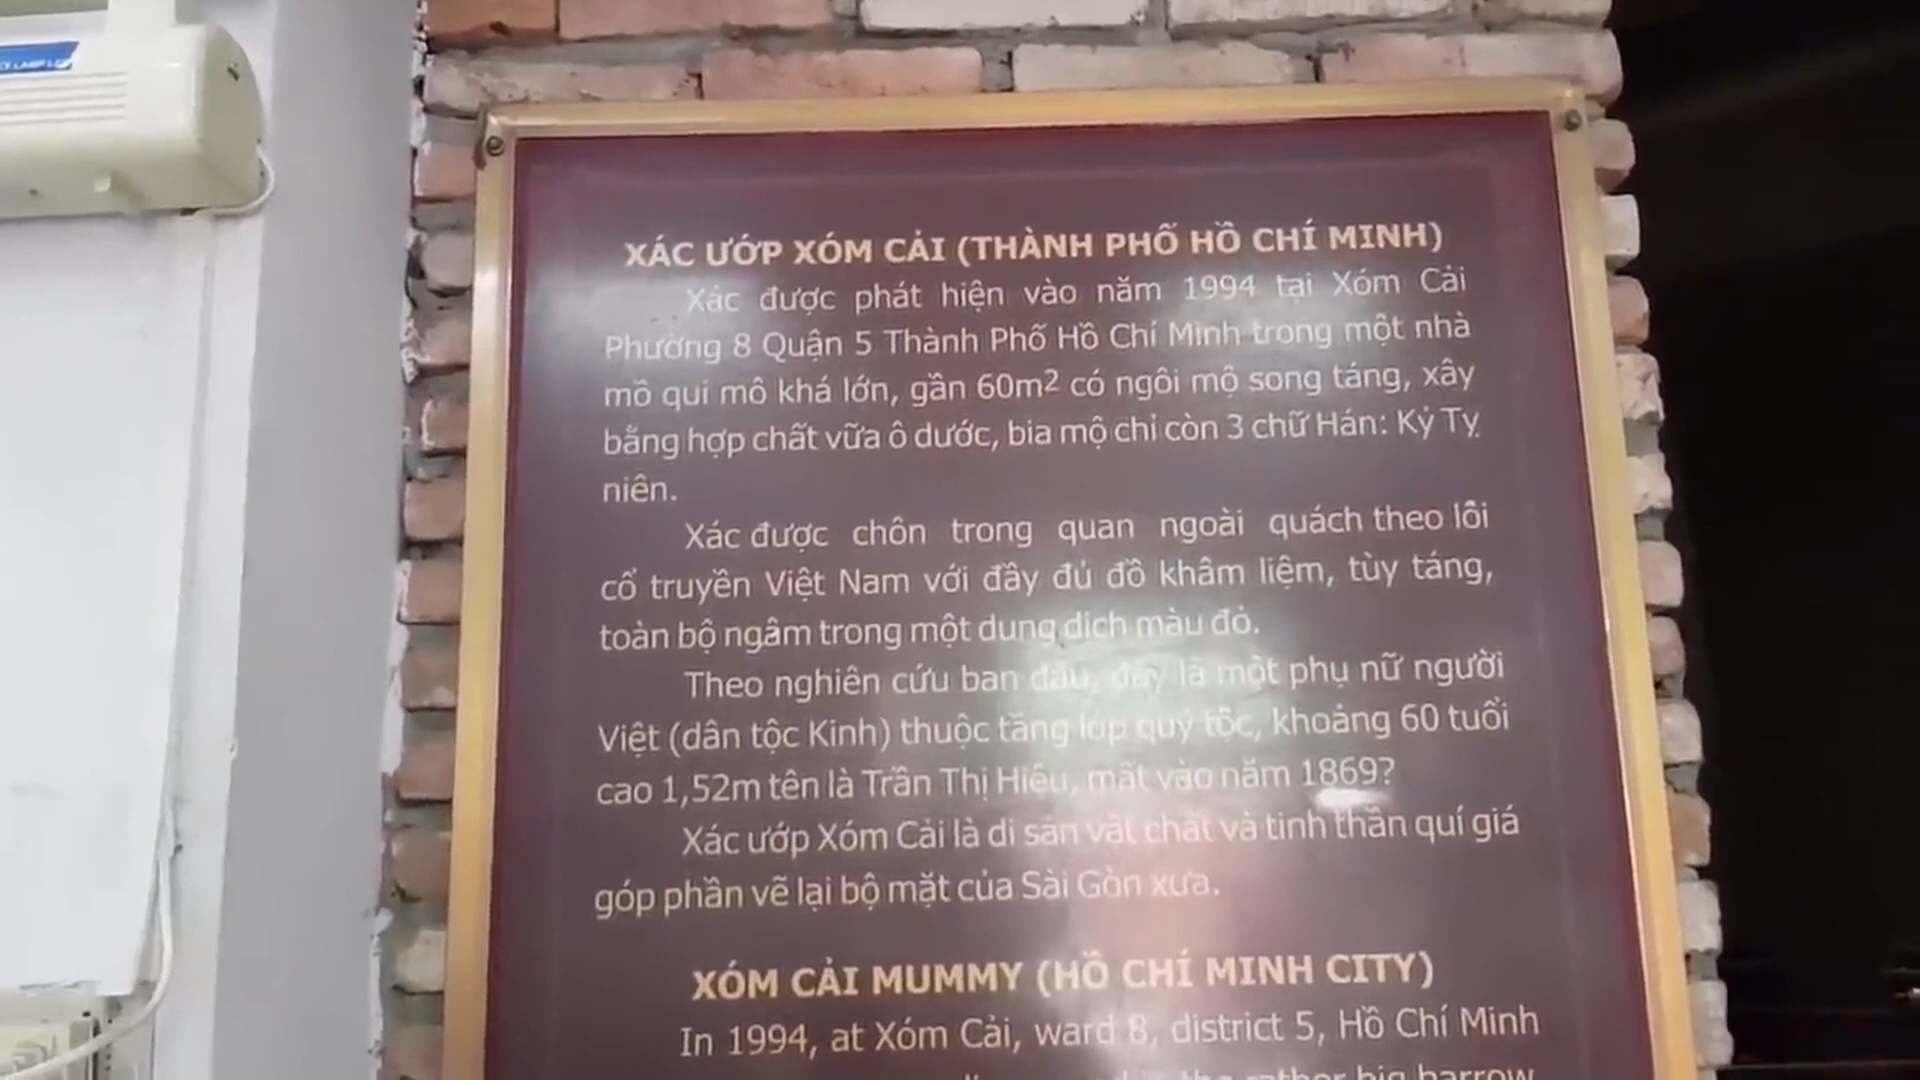 XÁC ƯỚP XÓM CẢI (THÀNH PHỐ HỒ CHÍ MINH)
Xác được phát hiện vào năm 1994 tại Xóm Cải
Phường 8 Quận 5 Thành Phố Hồ Chí Minh trong một nhà
mồ qui mô khá lớn, gần 60m² có ngôi mộ song táng, xây
bằng hợp chất vữa ô dước, bia mộ chỉ còn 3 chữ Hán: Kỷ Tỵ
niên.
Xác được chôn trong quan ngoài quách theo lối
cổ truyền Việt Nam với đầy đủ đồ khâm liệm, tùy táng,
toàn bộ ngâm trong một dung dịch màu đỏ.
Theo nghiên cứu ban đầu, đây là một phụ nữ người
Việt (dân tộc Kinh) thuộc tầng lớp quý tộc, khoảng 60 tuổi
cao 1,52m tên là Trần Thị Hiệu, mất vào năm 1869?
Xác ướp Xóm Cải là di sản vật chất và tinh thần quí giá
góp phần vẽ lại bộ mặt của Sài Gòn xưa.
XÓM CẢI MUMMY (HỒ CHÍ MINH CITY)
In 1994, at Xóm Cải, ward 8, district 5, Hồ Chí Minh
the rather big barrow